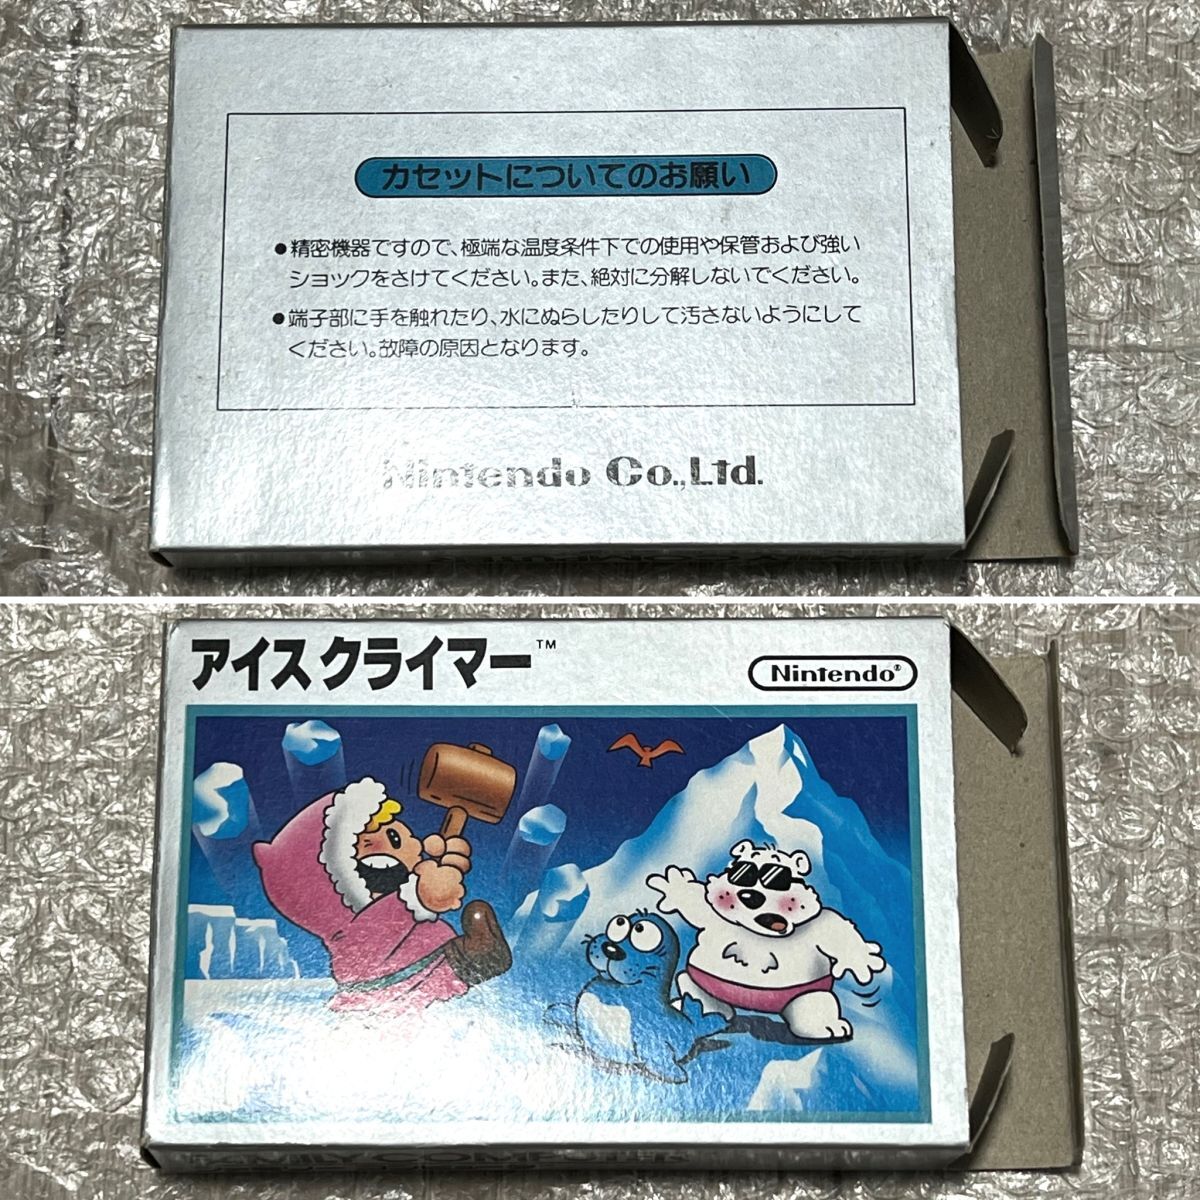 カセットについてのお願い
●精密機器ですので、極端な温度条件下での使用や保管および強い
ショックをさけてください。また、絶対に分解しないでください。
●端子部に手を触れたり、水にぬらしたりして汚さないようにして
ください。故障の原因となります。
Nintendo Co.,Ltd.
アイスクライマー™
Nintendo®
FAMILY COMPUTER